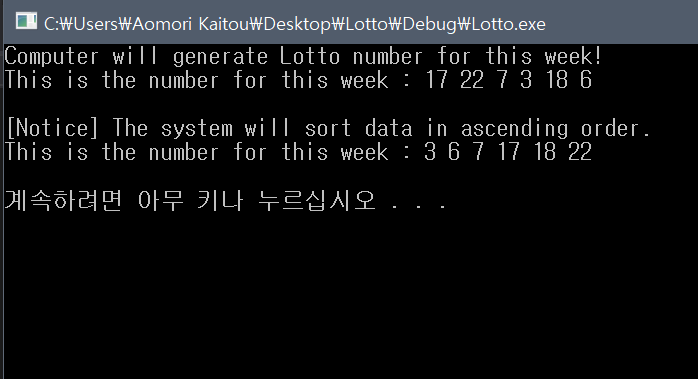 C:₩Users₩Aomori Kaitou₩Desktop₩Lotto₩Debug₩Lotto.exe
Computer will generate Lotto number for this week!
This is the number for this week : 17 22 7 3 18 6
[Notice] The system will sort data in ascending order.
This is the number for this week : 3 6 7 17 18 22
계속하려면 아무 키나 누르십시오 . . .